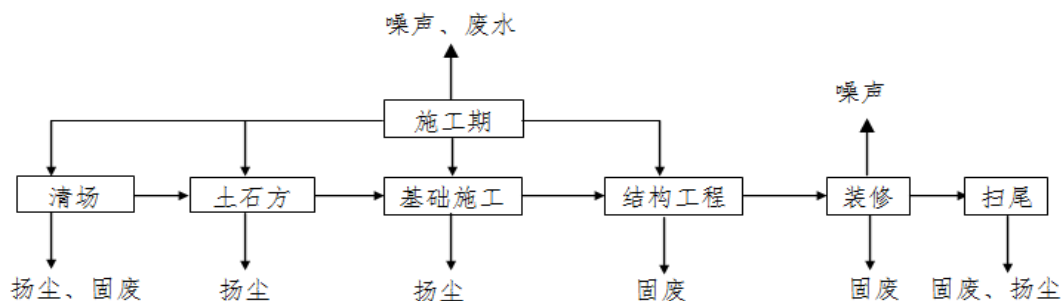 噪声、废水
噪声
施工期
清场
土石方
基础施工
结构工程
装修
扫尾
扬尘、固废
扬尘
扬尘
固废
固废
固废、扬尘